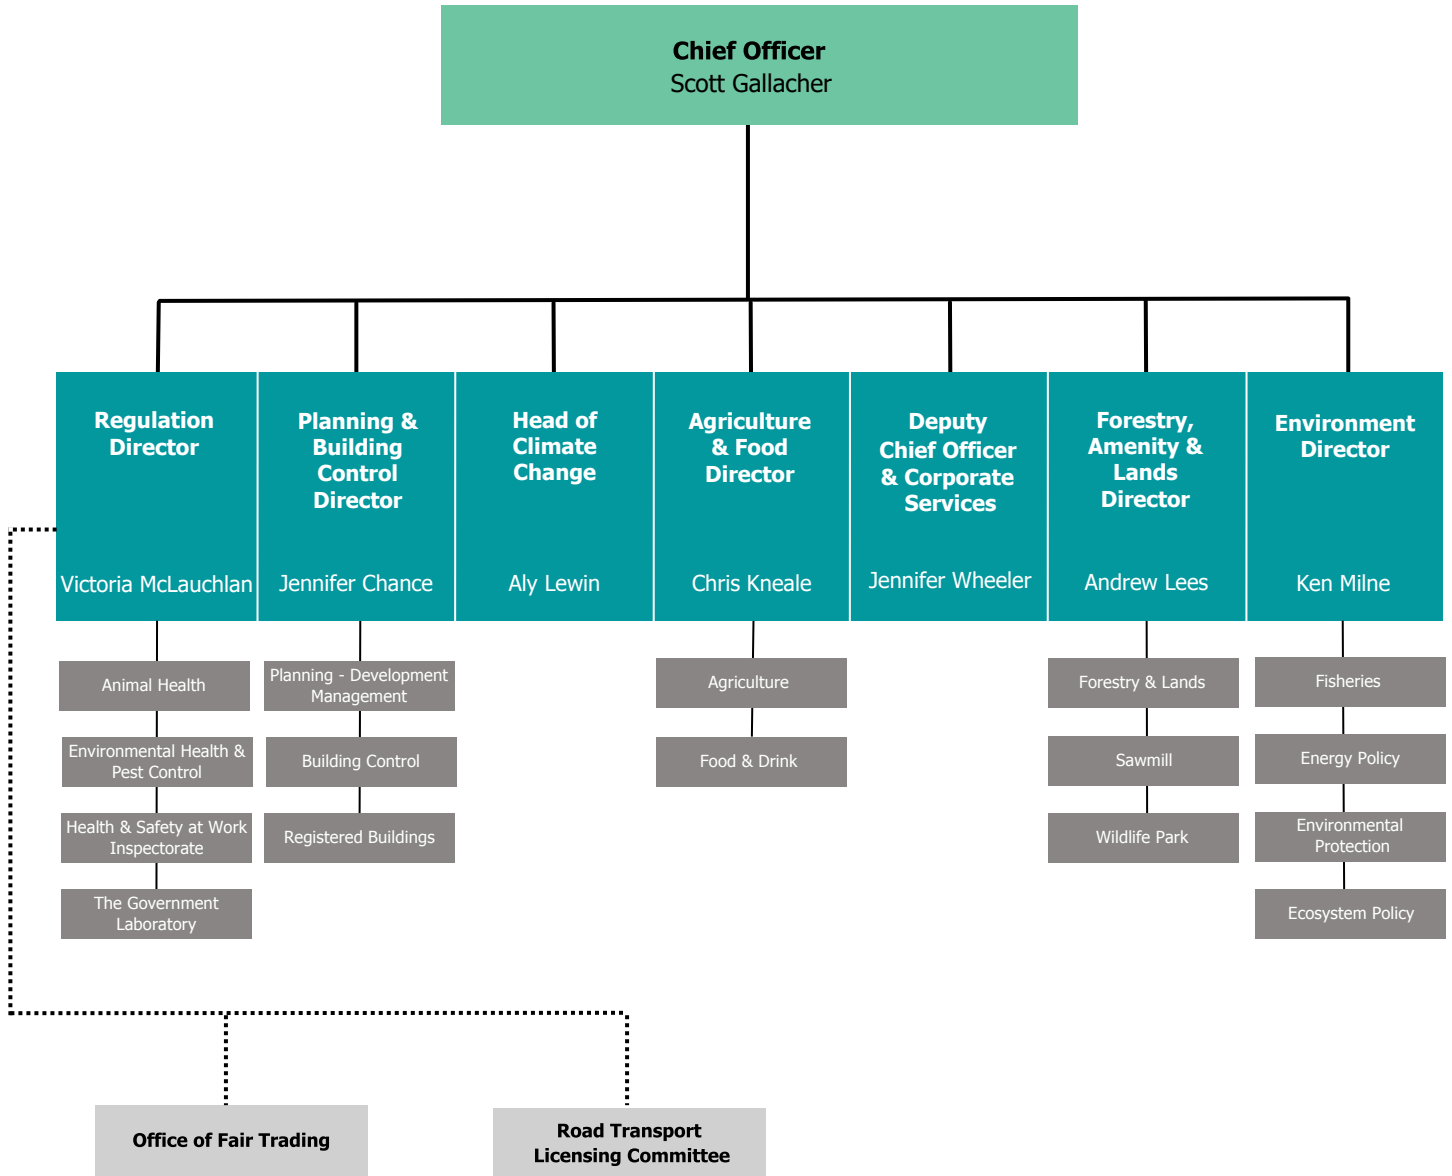 Chief Officer
Scott Gallacher
Regulation
Director
Victoria McLauchlan
Planning &
Building
Control
Director
Jennifer Chance
Head of
Climate
Change
Aly Lewin
Agriculture
& Food
Director
Chris Kneale
Deputy
Chief Officer
& Corporate
Services
Jennifer Wheeler
Forestry,
Amenity &
Lands
Director
Andrew Lees
Environment
Director
Ken Milne
Animal Health
Environmental Health &
Pest Control
Health & Safety at Work
Inspectorate
The Government
Laboratory
Planning - Development
Management
Building Control
Registered Buildings
Agriculture
Food & Drink
Forestry & Lands
Sawmill
Wildlife Park
Fisheries
Energy Policy
Environmental
Protection
Ecosystem Policy
Office of Fair Trading
Road Transport
Licensing Committee